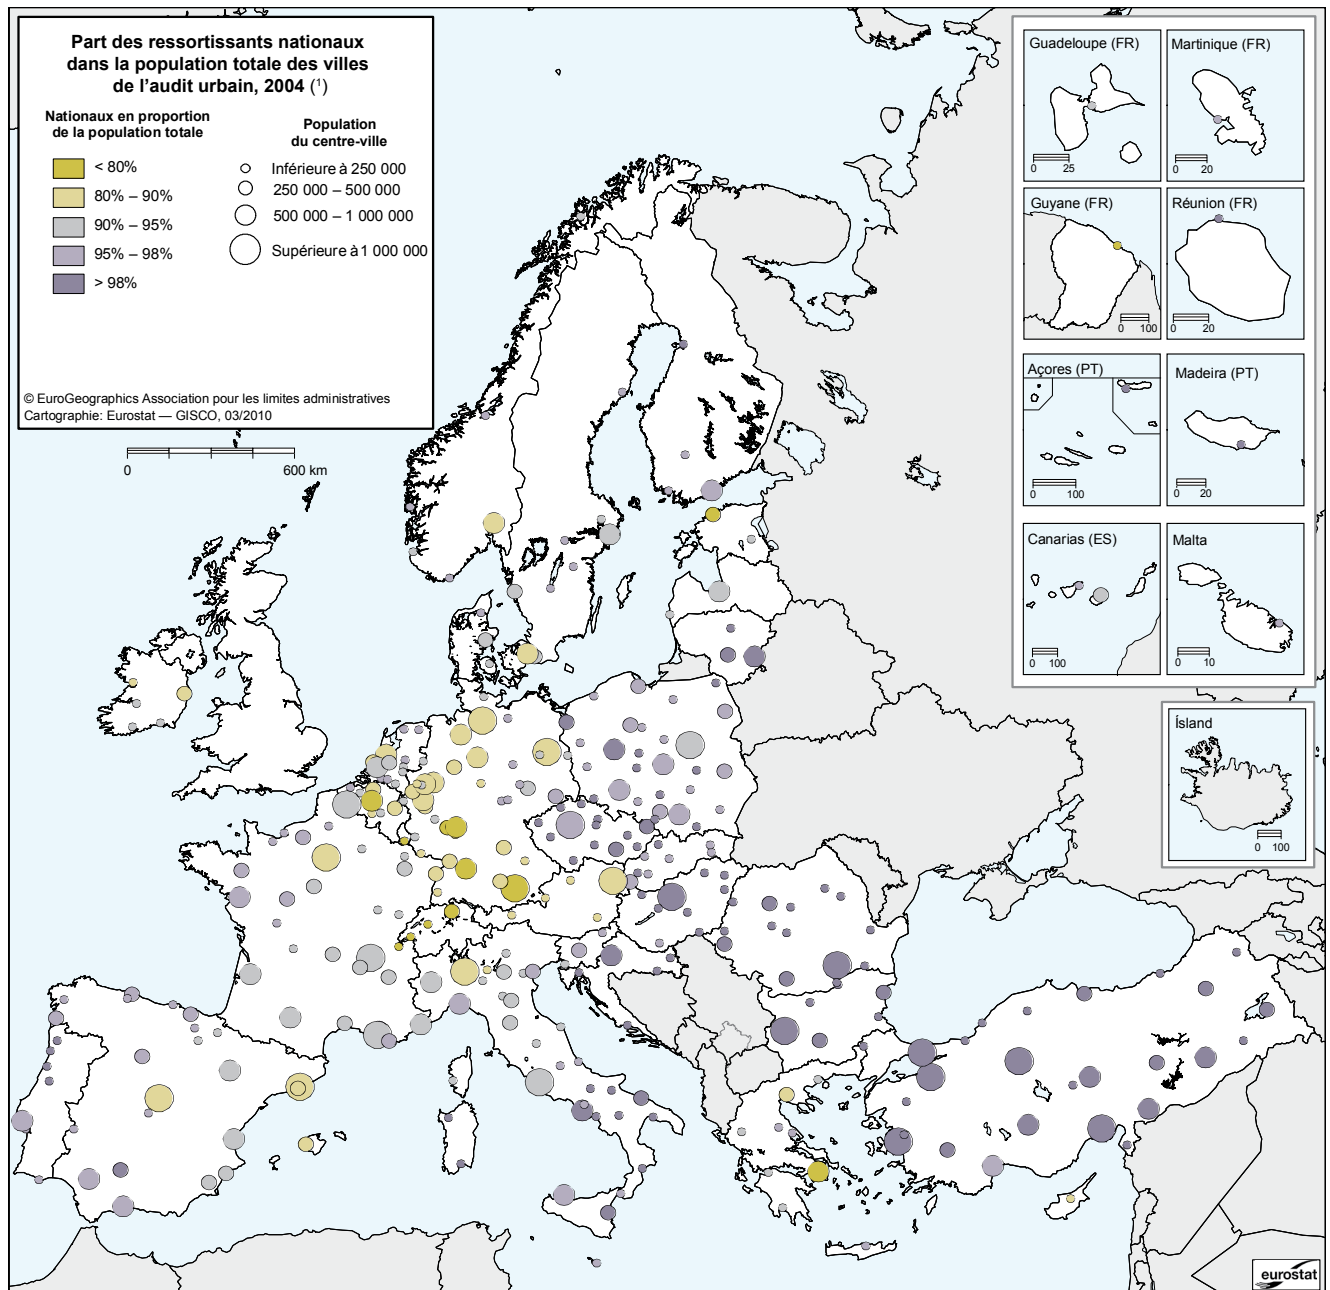 Part des ressortissants nationaux
dans la population totale des villes
de l’audit urbain, 2004 (¹)
Nationaux en proportion
de la population totale
< 80%
80% – 90%
90% – 95%
95% – 98%
> 98%
Population
du centre-ville
Inférieure à 250 000
250 000 – 500 000
500 000 – 1 000 000
Supérieure à 1 000 000
© EuroGeographics Association pour les limites administratives
Cartographie: Eurostat — GISCO, 03/2010
0 600 km
Guadeloupe (FR)
0 25
Martinique (FR)
0 20
Guyane (FR)
0 100
Réunion (FR)
0 20
Açores (PT)
0 100
Madeira (PT)
0 20
Canarias (ES)
0 100
Malta
0 10
Ísland
0 100
eurostat